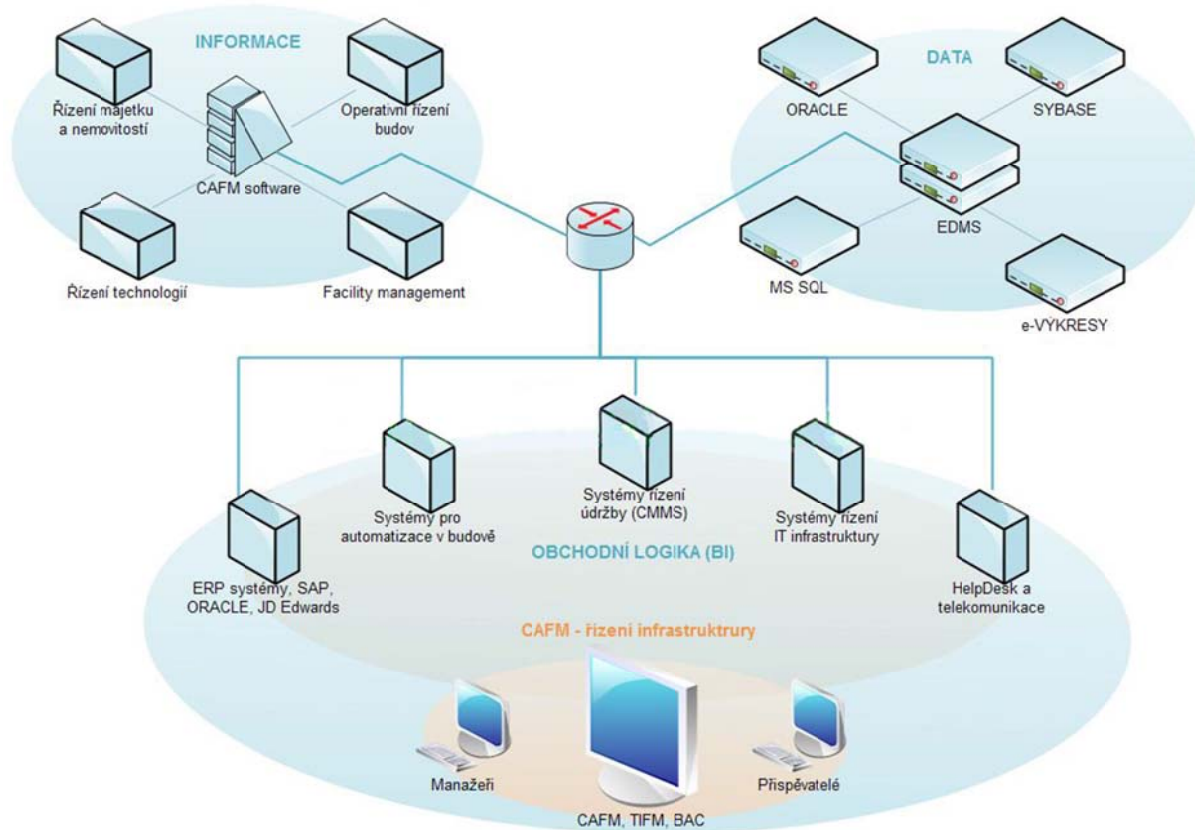 INFORMACE
Řízení majetku
a nemovitostí
Operativní řízení
budov
CAFM software
Řízení technologií
Facility management
DATA
ORACLE
SYBASE
EDMS
MS SQL
e-VÝKRESY
Systémy řízení
údržby (CMMS)
Systémy pro
automatizace v budově
Systémy řízení
IT infrastruktury
OBCHODNÍ LOGIKA (BI)
ERP systémy, SAP,
ORACLE, JD Edwards
HelpDesk a
telekomunikace
CAFM - řízení infrastruktrury
Manažeři
Přispěvatelé
CAFM, TIFM, BAC